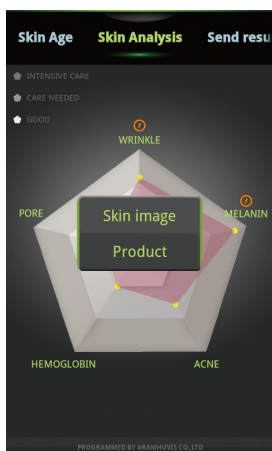 Skin Age Skin Analysis Send resu
INTENSIVE CARE
CARE NEEDED
GOOD
WRINKLE
PORE
MELANIN
Skin image
Product
HEMOGLOBIN
ACNE
PROGRAMMED BY ARAMHUVIS CO.,LTD